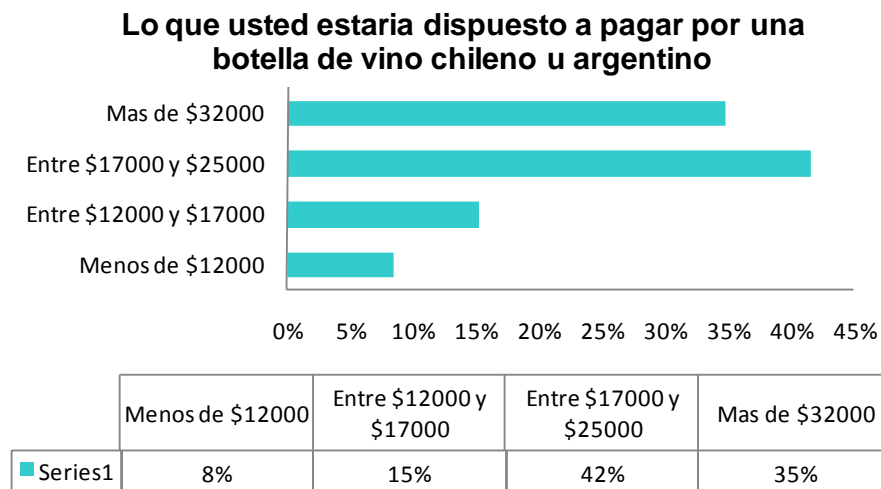 Lo que usted estaria dispuesto a pagar por una
botella de vino chileno u argentino
Mas de $32000
Entre $17000 y $25000
Entre $12000 y $17000
Menos de $12000
0% 5% 10% 15% 20% 25% 30% 35% 40% 45%
Menos de $12000 Entre $12000 y $17000 Entre $17000 y $25000 Mas de $32000
Series1 8% 15% 42% 35%